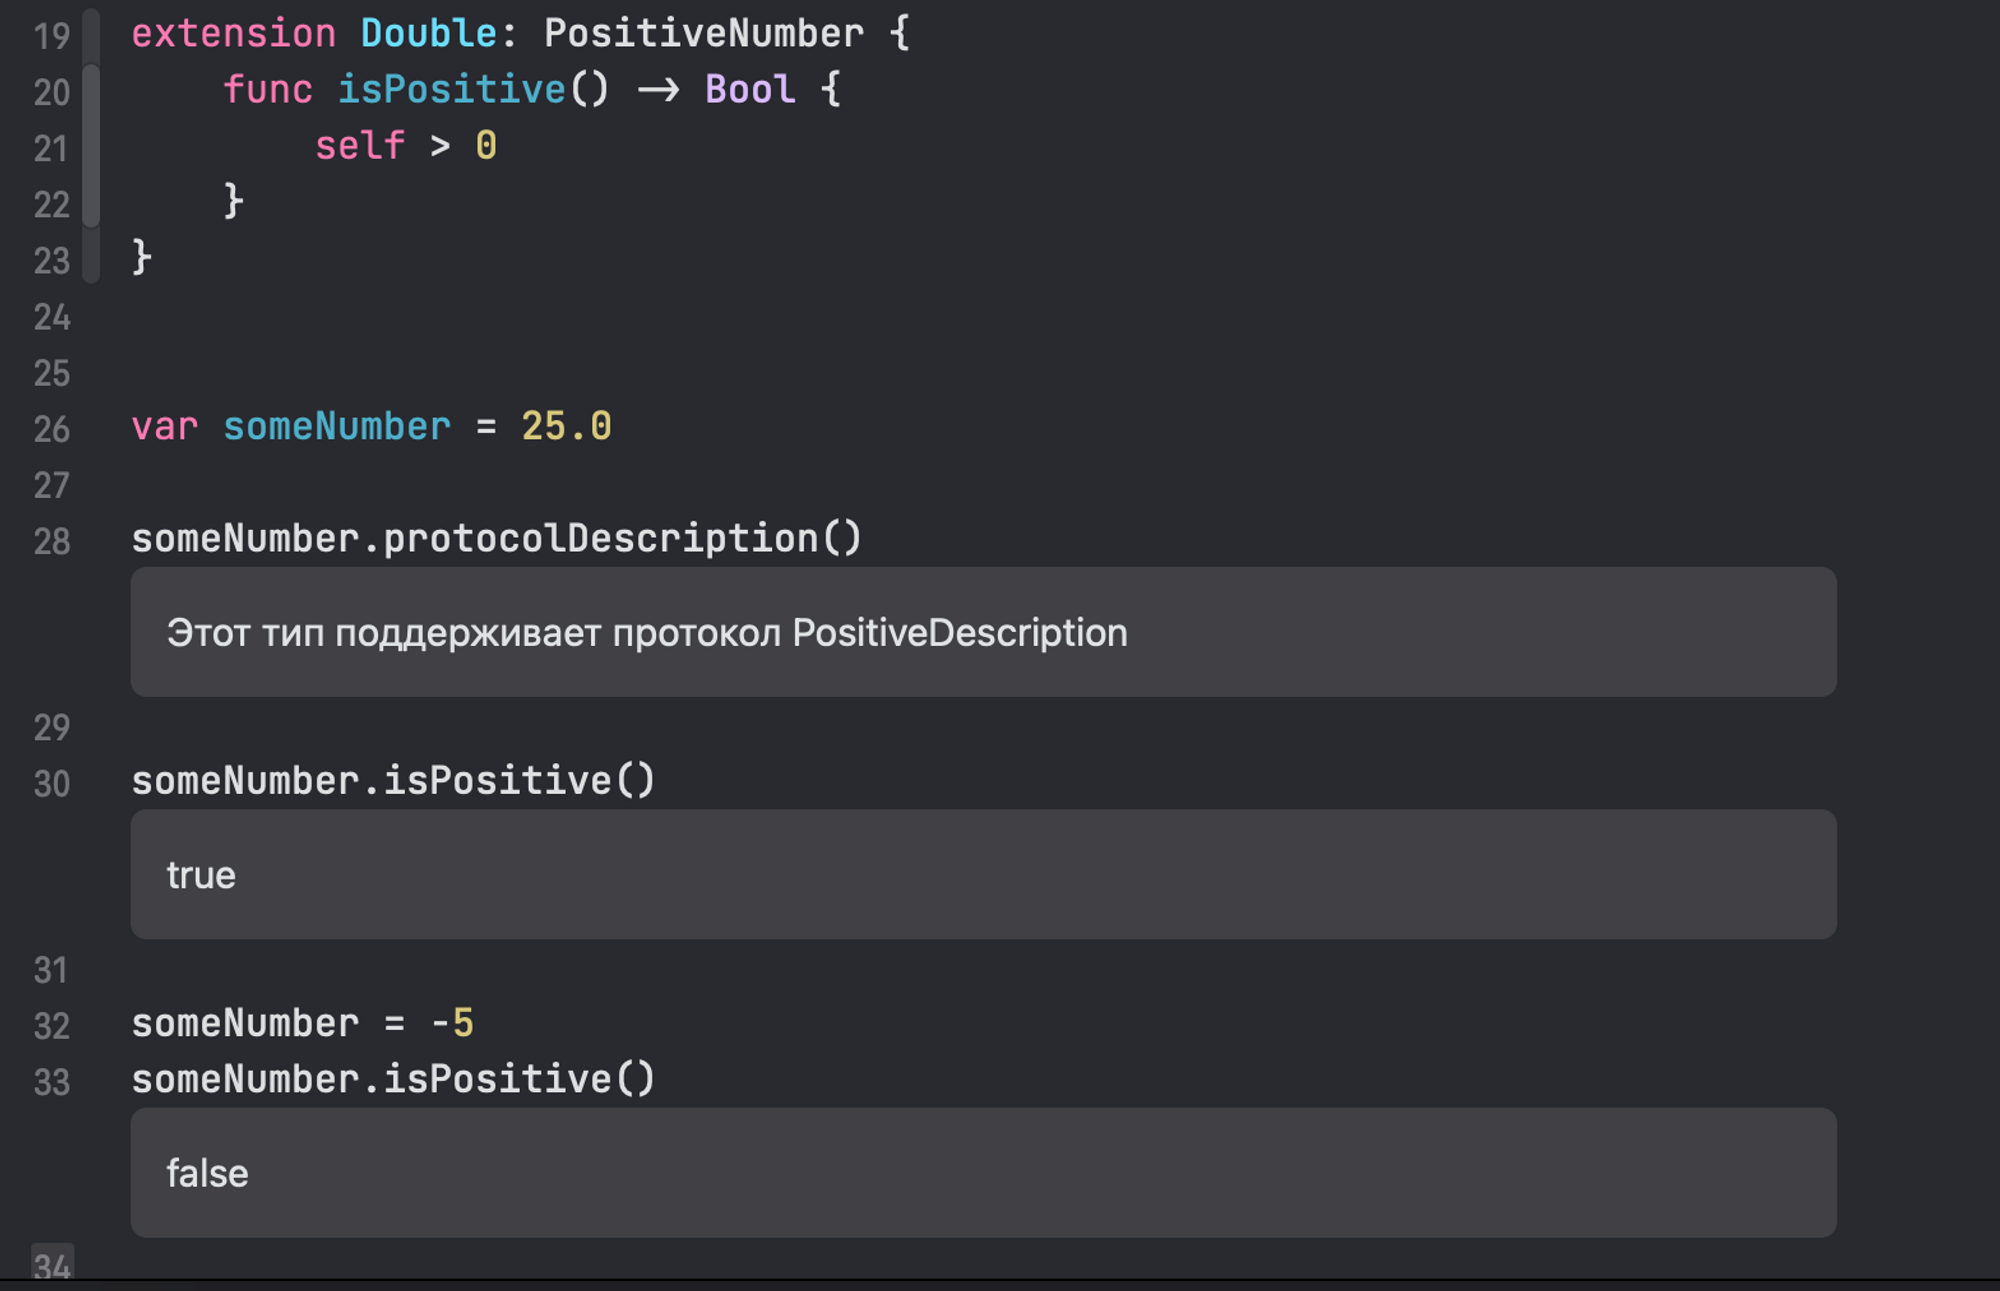 19 extension Double: PositiveNumber {
20     func isPositive() -> Bool {
21         self > 0
22     }
23 }
24
25
26 var someNumber = 25.0
27
28 someNumber.protocolDescription()
Этот тип поддерживает протокол PositiveDescription
29
30 someNumber.isPositive()
true
31
32 someNumber = -5
33 someNumber.isPositive()
false
34